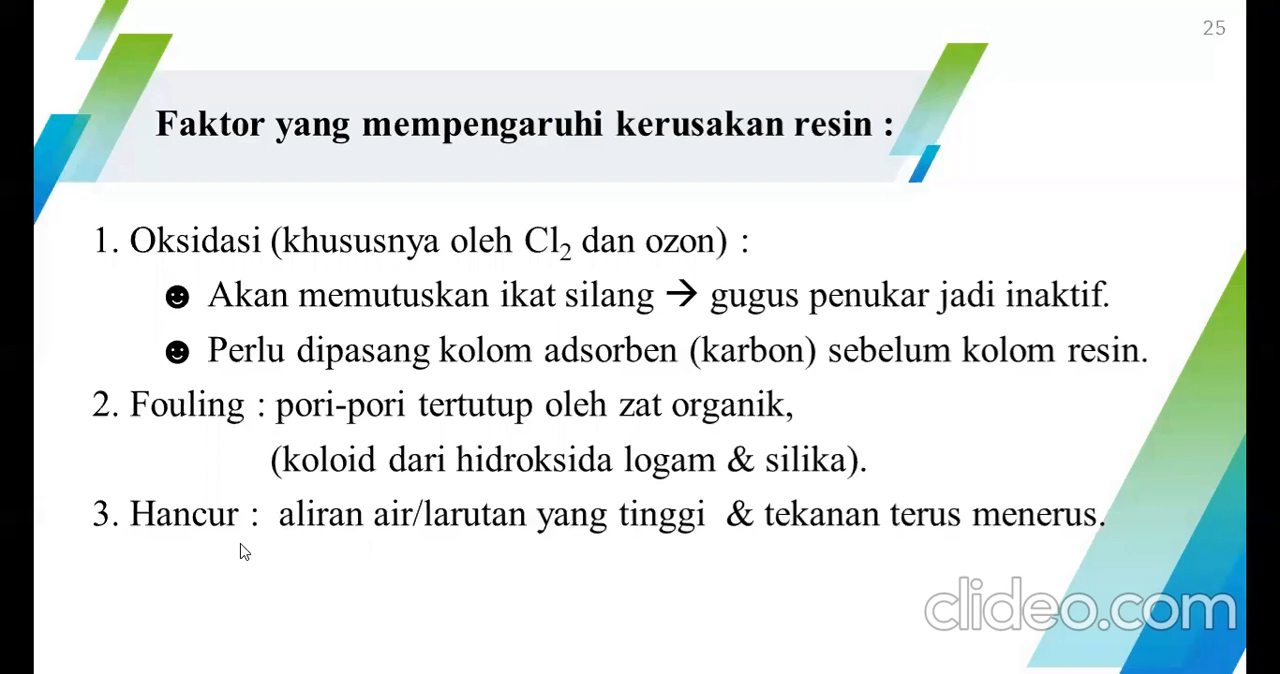 25
Faktor yang mempengaruhi kerusakan resin :
1. Oksidasi (khususnya oleh Cl₂ dan ozon) :
☻ Akan memutuskan ikat silang → gugus penukar jadi inaktif.
☻ Perlu dipasang kolom adsorben (karbon) sebelum kolom resin.
2. Fouling : pori-pori tertutup oleh zat organik,
(koloid dari hidroksida logam & silika).
3. Hancur : aliran air/larutan yang tinggi & tekanan terus menerus.
clideo.com